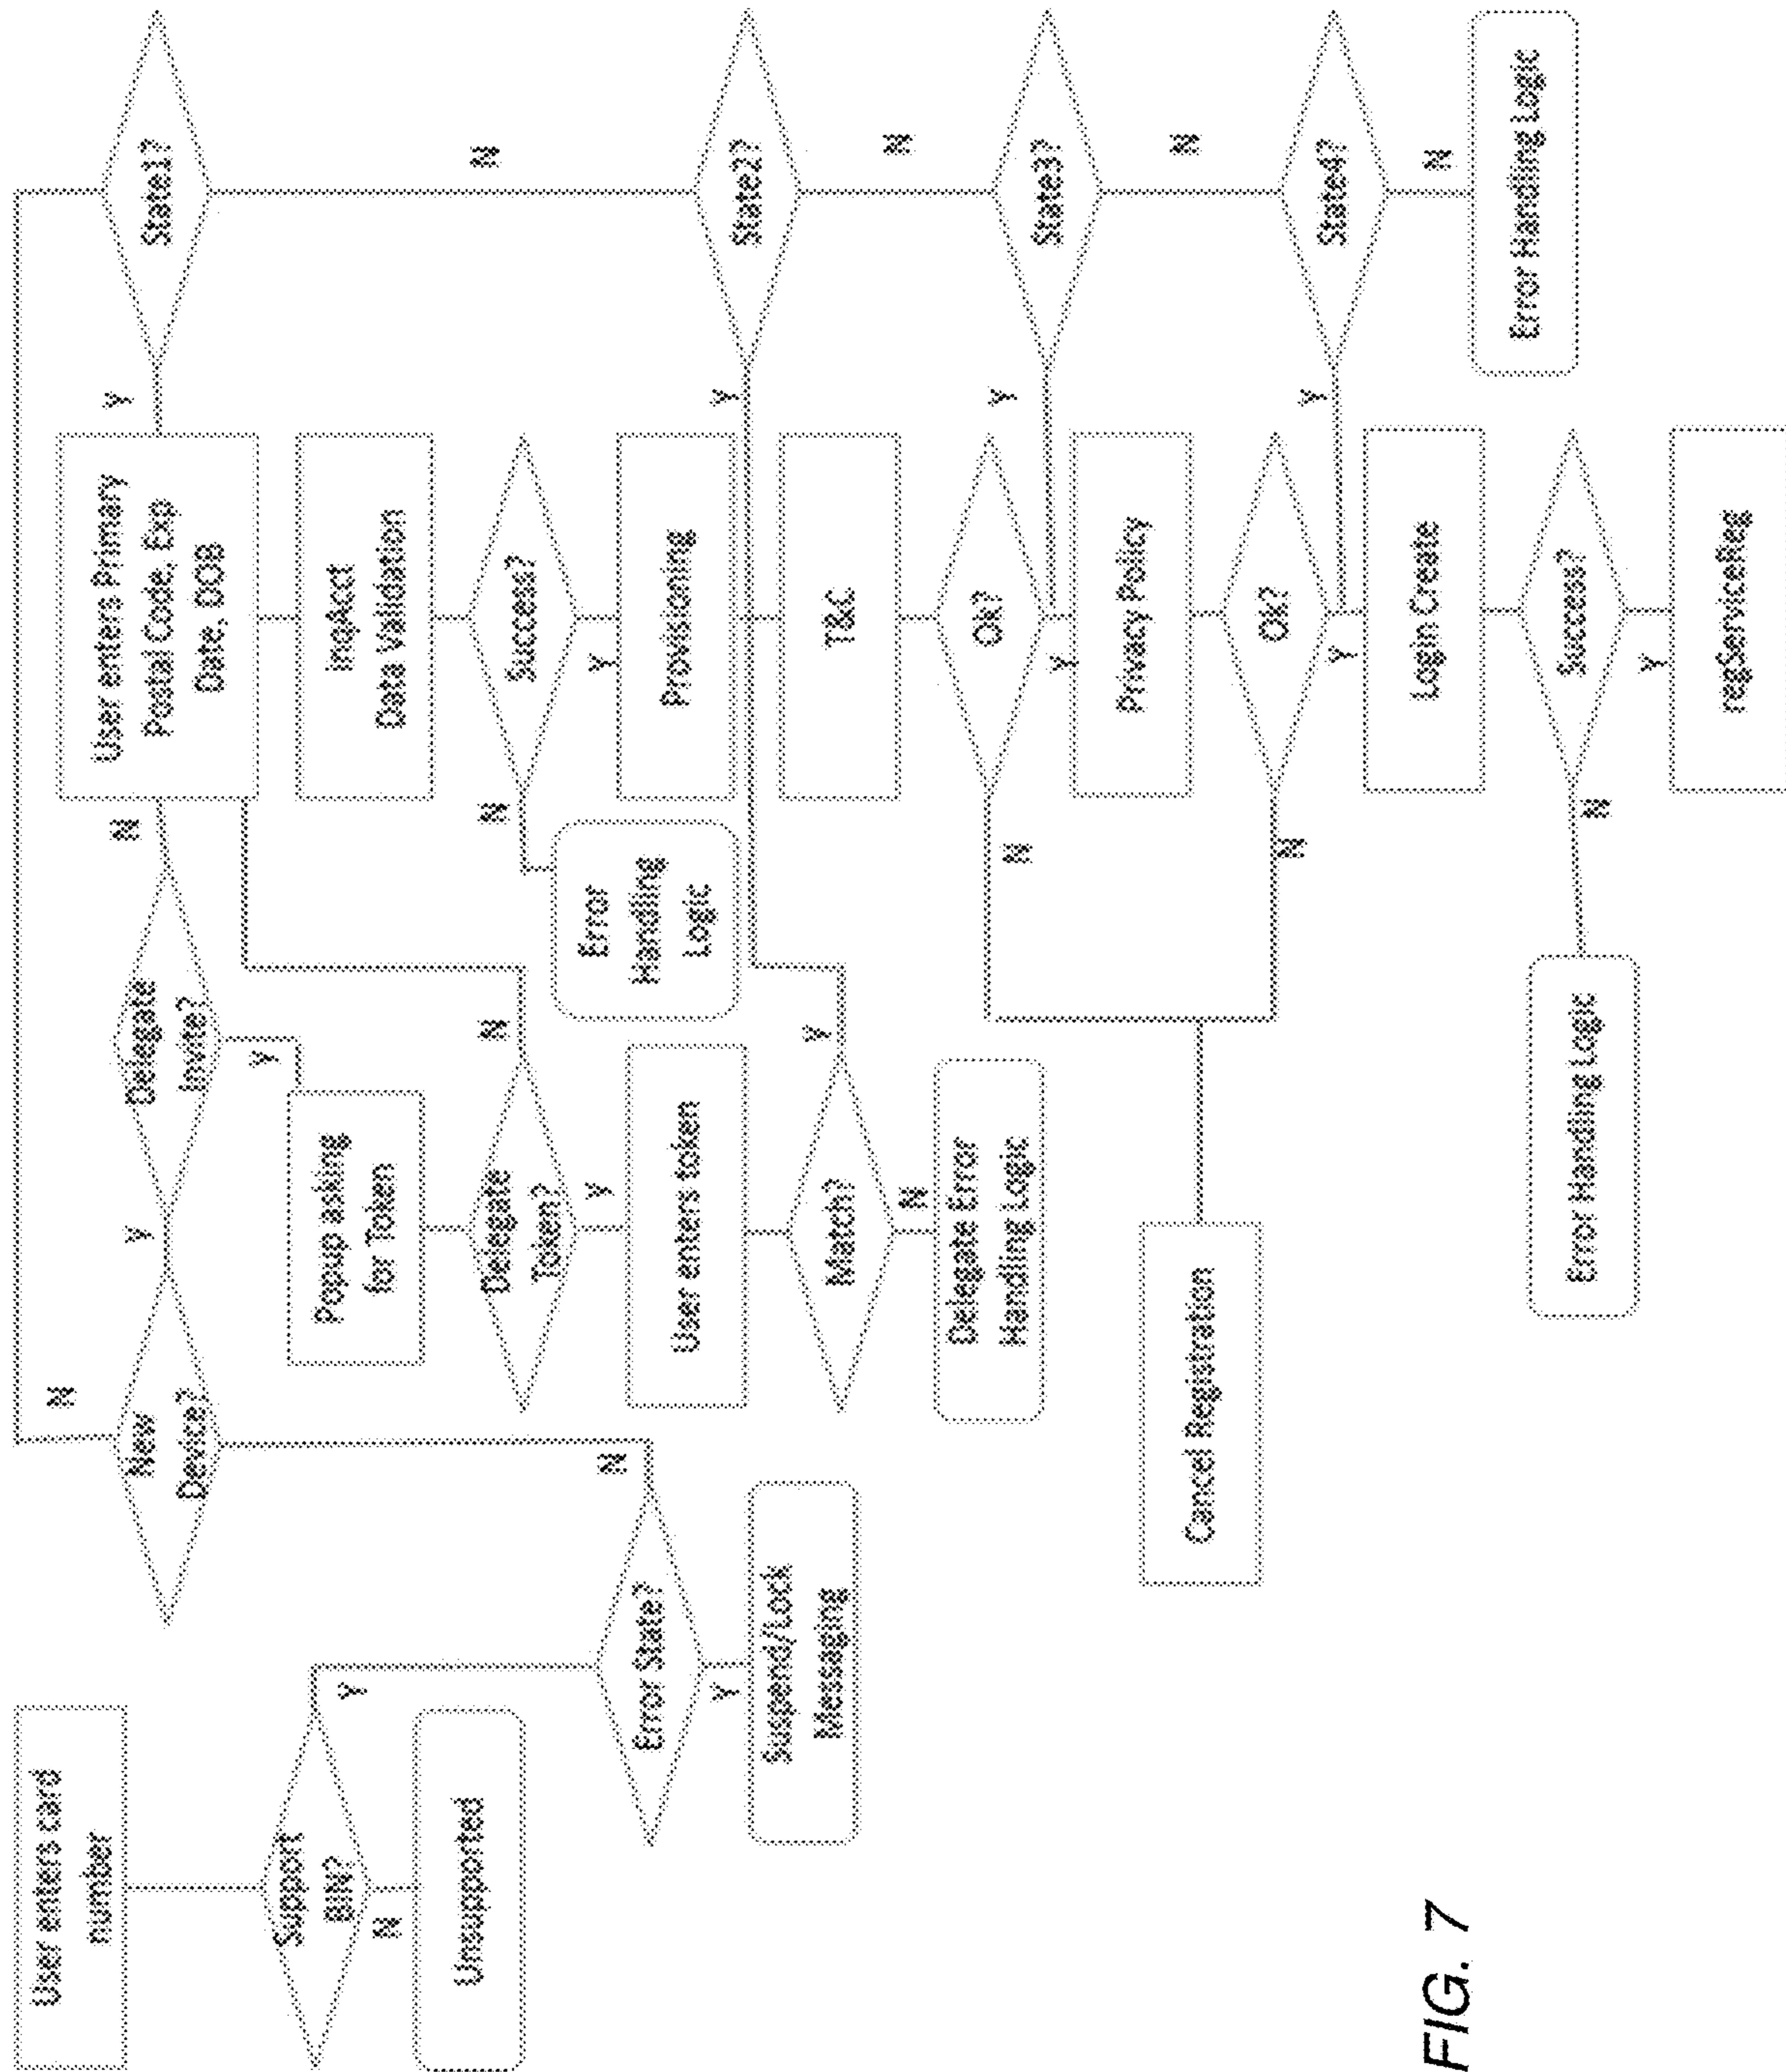 User enters card
number
Support
BIN?
N
Y
Unsupported
Error State?
N
Y
Suspend/Lock
Messaging
New
Device?
N
Y
Delegate
Invite?
N
Y
Popup asking
for Token
Delegate
Token?
N
Y
User enters token
Match?
Y
N
Delegate Error
Handling Logic
User enters Primary
Postal Code, Exp
Date, DOB
InqAcct
Data Validation
Success?
N
Y
Error
Handling
Logic
Provisioning
T&C
Ok?
N
Y
Privacy Policy
OK?
N
Y
Cancel Registration
Login Create
Success?
N
Y
Error Handling Logic
regServiceReg
State1?
Y
N
State2?
Y
N
State3?
Y
N
State4?
Y
N
Error Handling Logic
FIG. 7